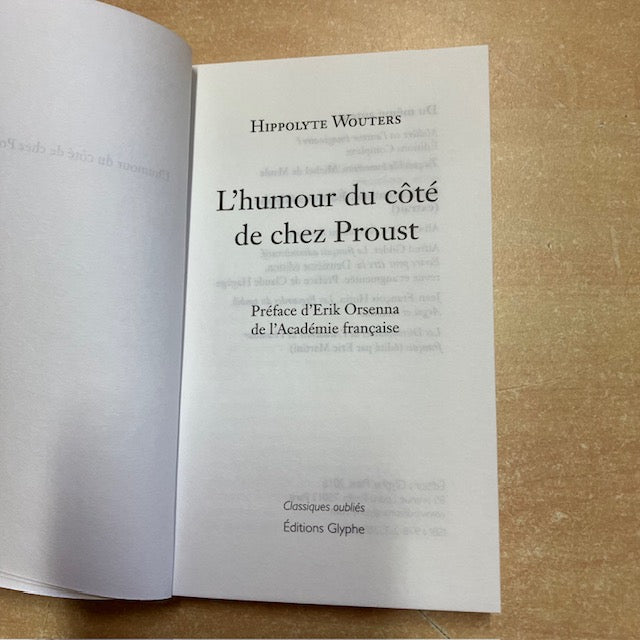 Hippolyte Wouters
L'humour du côté
de chez Proust
Préface d'Erik Orsenna
de l'Académie française
Classiques oubliés
Éditions Glyphe